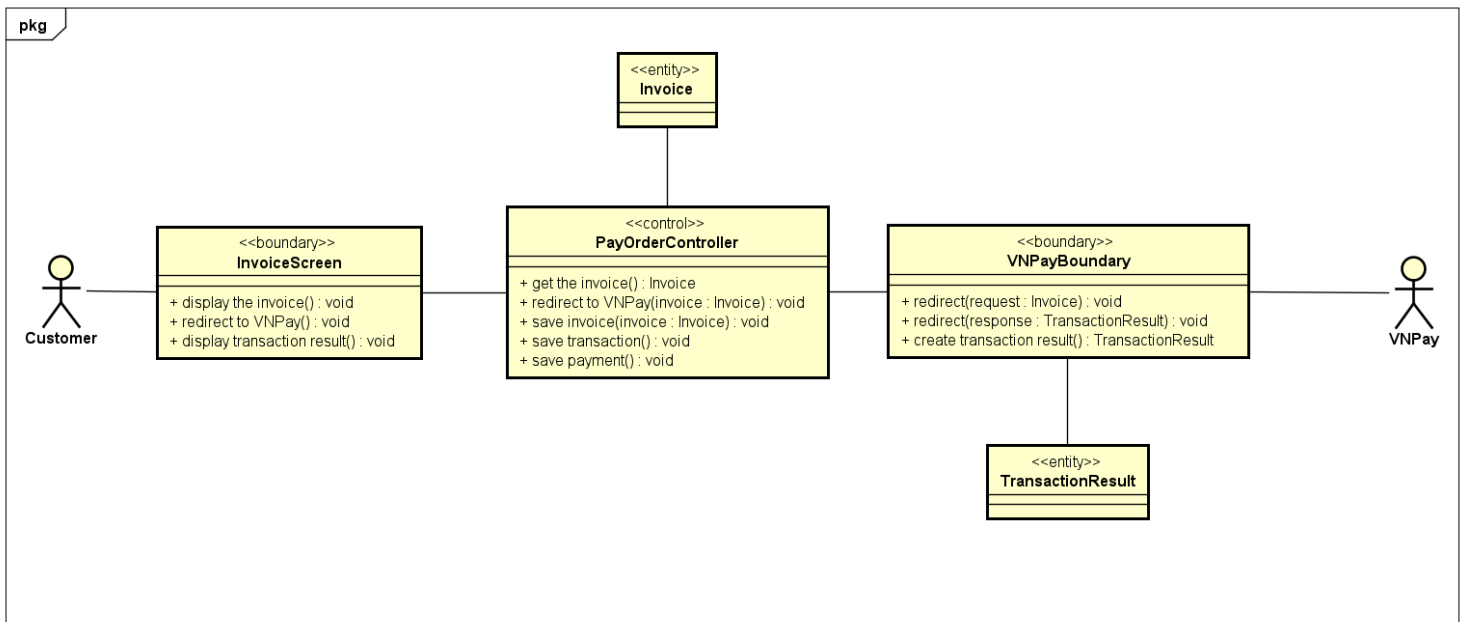 pkg
<<entity>>
Invoice
<<boundary>>
InvoiceScreen
+ display the invoice() : void
+ redirect to VNPay() : void
+ display transaction result() : void
Customer
<<control>>
PayOrderController
+ get the invoice() : Invoice
+ redirect to VNPay(invoice : Invoice) : void
+ save invoice(invoice : Invoice) : void
+ save transaction() : void
+ save payment() : void
<<boundary>>
VNPayBoundary
+ redirect(request : Invoice) : void
+ redirect(response : TransactionResult) : void
+ create transaction result() : TransactionResult
VNPay
<<entity>>
TransactionResult